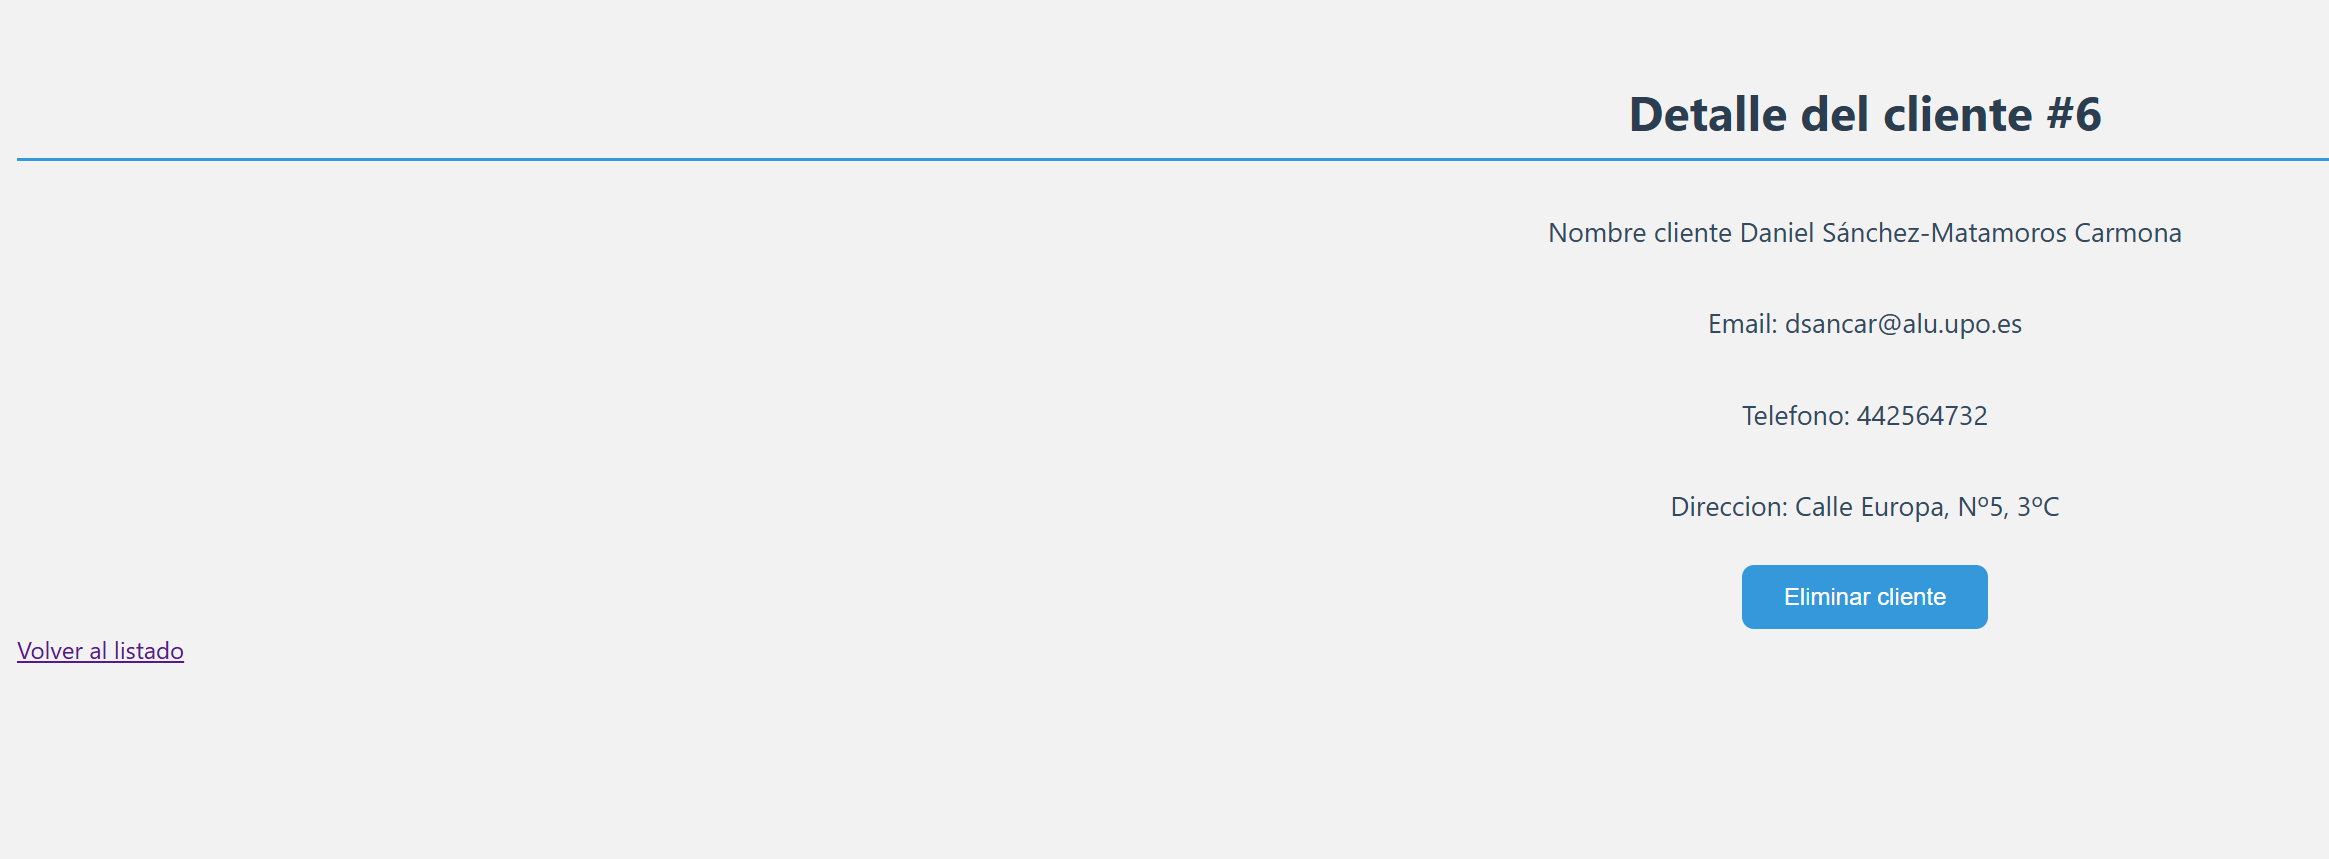 Detalle del cliente #6
Nombre cliente Daniel Sánchez-Matamoros Carmona
Email: dsancar@alu.upo.es
Telefono: 442564732
Direccion: Calle Europa, Nº5, 3ºC
Eliminar cliente
Volver al listado